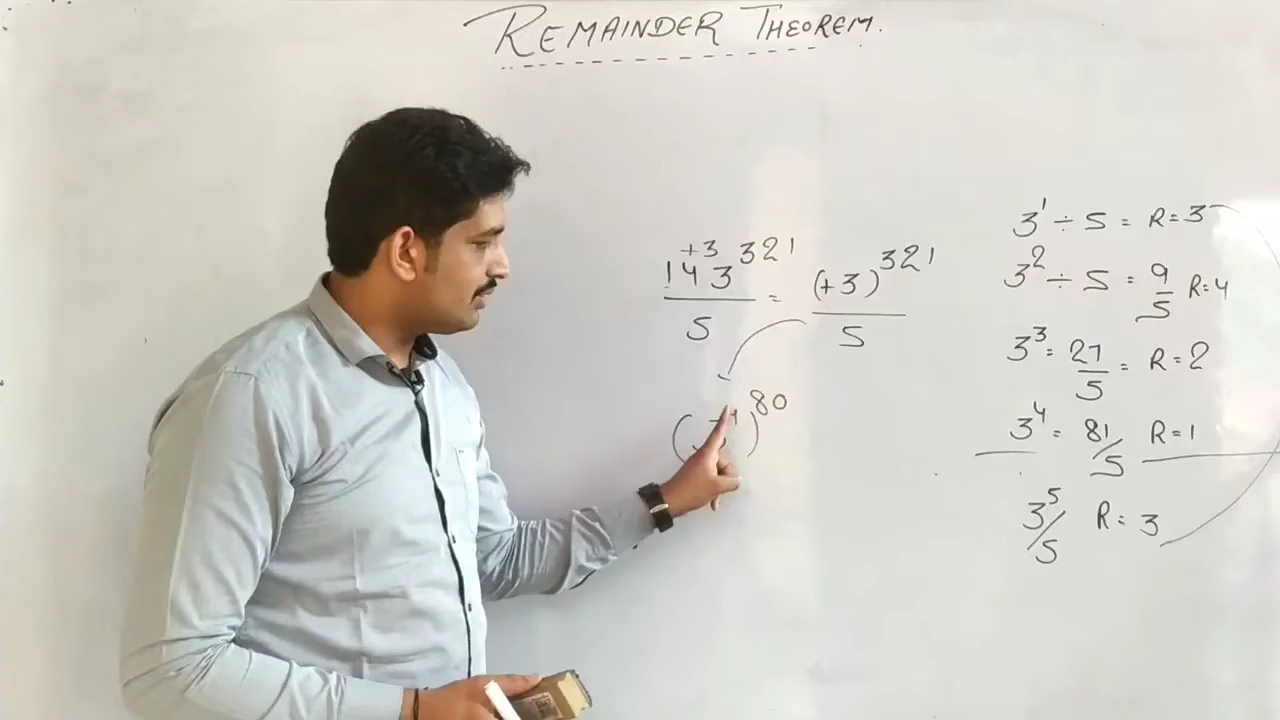 REMAINDER THEOREM.
+3
143^321 / 5 = (+3)^321 / 5
( 4)^80
3^1 ÷ 5 = R=3
3^2 ÷ 5 = 9/5 R=4
3^3 = 27/5 = R=2
3^4 = 81/5 R=1
3^5/5 R=3